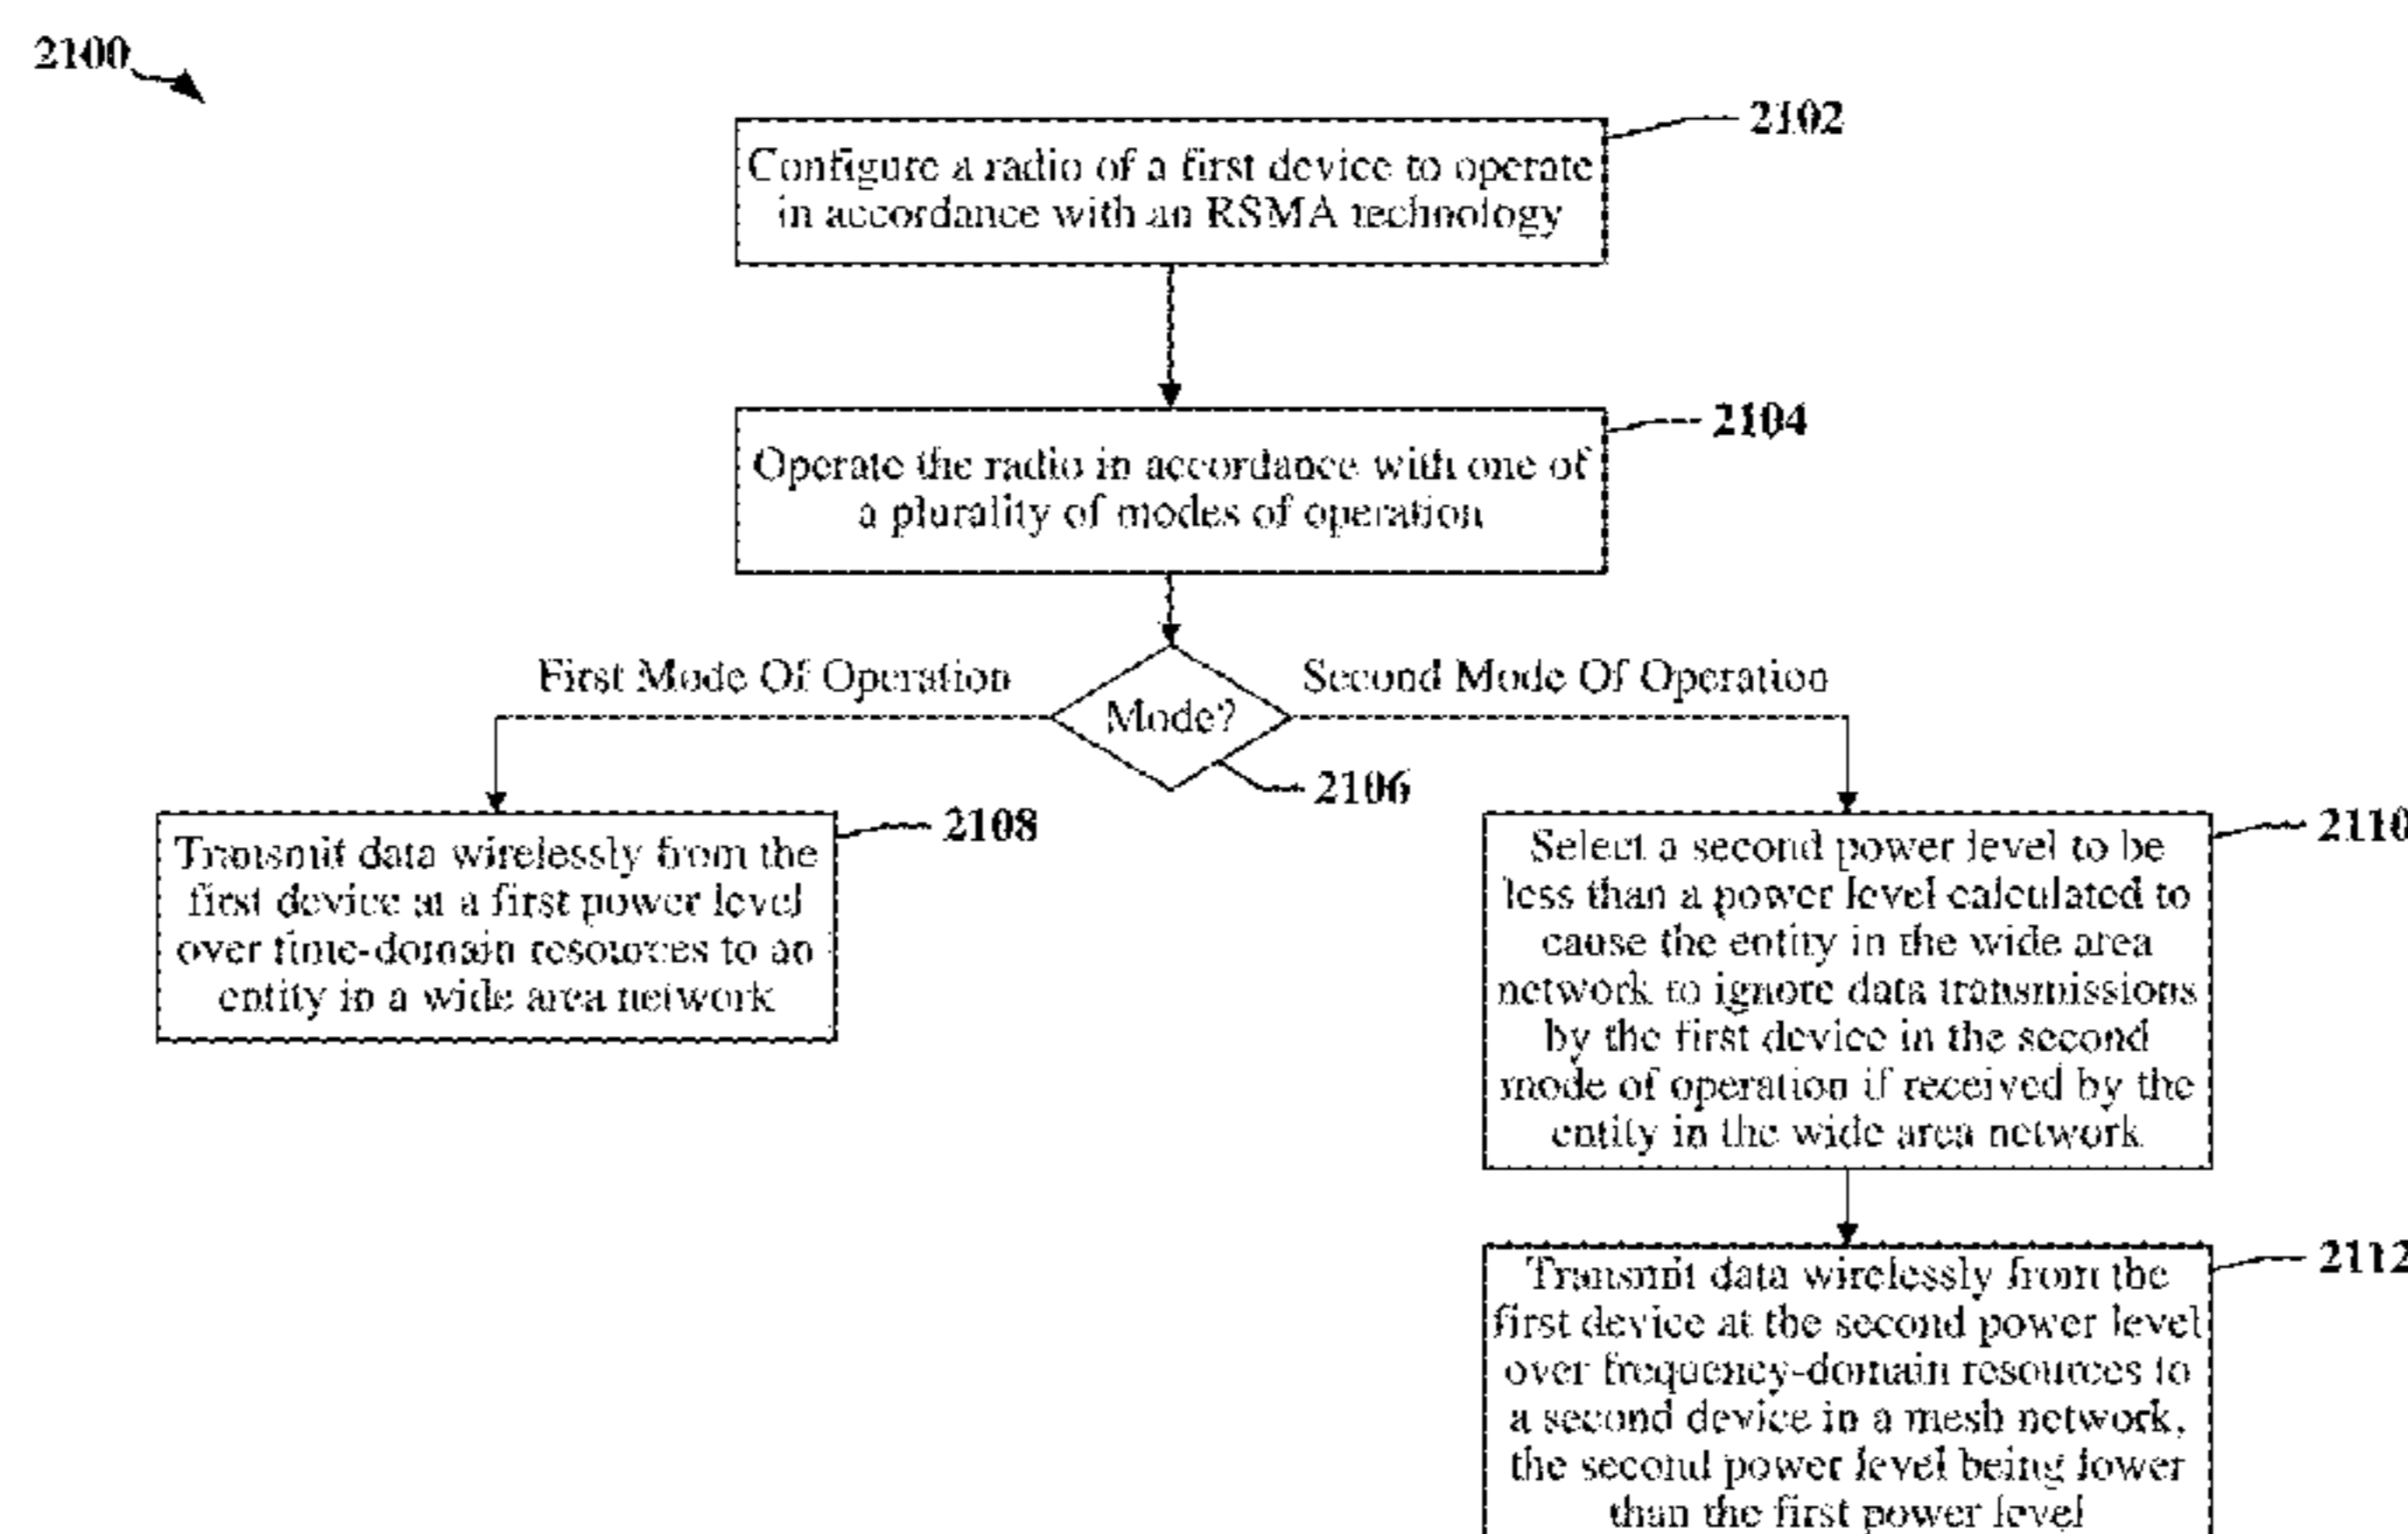 2100
2102
Configure a radio of a first device to operate
in accordance with an RSMA technology
2104
Operate the radio in accordance with one of
a plurality of modes of operation
First Mode Of Operation
Second Mode Of Operation
Mode?
2106
2108
Transmit data wirelessly from the
first device at a first power level
over time-domain resources to an
entity in a wide area network
2110
Select a second power level to be
less than a power level calculated to
cause the entity in the wide area
network to ignore data transmissions
by the first device in the second
mode of operation if received by the
entity in the wide area network
2112
Transmit data wirelessly from the
first device at the second power level
over frequency-domain resources to
a second device in a mesh network,
the second power level being lower
than the first power level